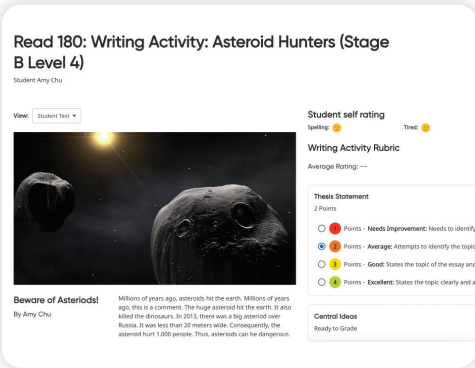 Read 180: Writing Activity: Asteroid Hunters (Stage
B Level 4)
Student Amy Chu
View: Student Text
Student self rating
Spelling: Tired:
Writing Activity Rubric
Average Rating: --
Thesis Statement
2 Points
1 Points - Needs Improvement: Needs to identify
2 Points - Average: Attempts to identify the topic
3 Points - Good: States the topic of the essay and
4 Points - Excellent: States the topic clearly and a
Central Ideas
Ready to Grade
Beware of Asteriods!
By Amy Chu
Millions of years ago, asteroids hit the earth. Millions of years
ago, this is a comment. The huge asteroid hit the earth. It also
killed the dinosaurs. In 2013, there was a big asteriod over
Russia. It was less than 20 meters wide. Consequently, the
asteroid hurt 1,000 people. Thus, asteroids can be dangerous.